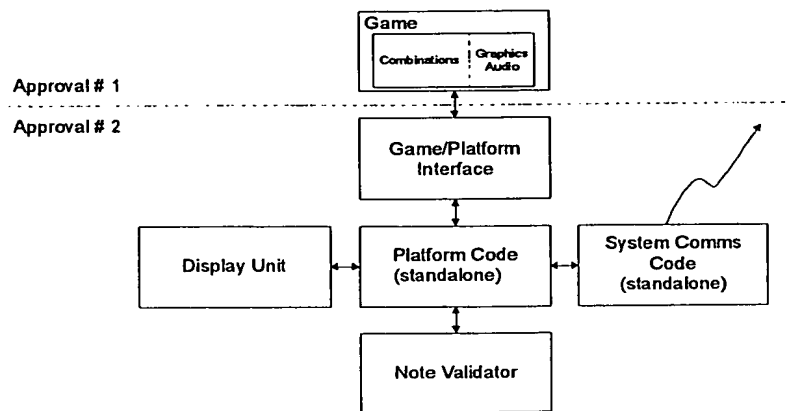 Game
Combinations
Graphics
Audio
Approval # 1
Approval # 2
Game/Platform
Interface
Display Unit
Platform Code
(standalone)
System Comms
Code
(standalone)
Note Validator